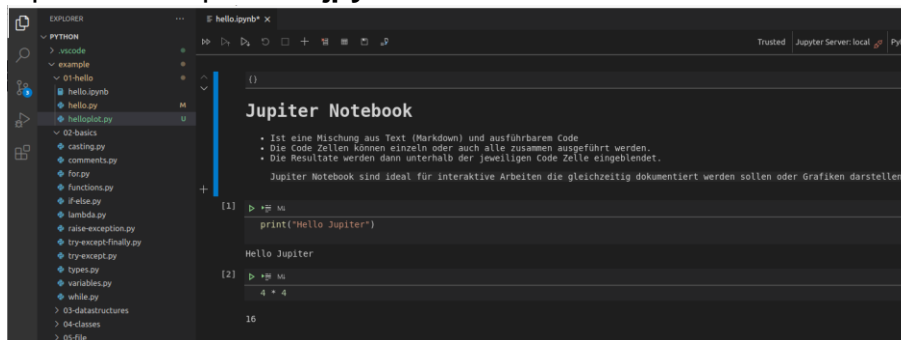 EXPLORER
hello.ipynb*
Trusted Jupyter Server: local
PYTHON
.vscode
example
01-hello
hello.ipynb
hello.py M
helloplot.py U
02-basics
casting.py
comments.py
for.py
functions.py
if-else.py
lambda.py
raise-exception.py
try-except-finally.py
try-except.py
types.py
variables.py
while.py
03-datastructures
04-classes
05-file
()
Jupiter Notebook
• Ist eine Mischung aus Text (Markdown) und ausführbarem Code
• Die Code Zellen können einzeln oder auch alle zusammen ausgeführt werden.
• Die Resultate werden dann unterhalb der jeweiligen Code Zelle eingeblendet.
Jupiter Notebook sind ideal für interaktive Arbeiten die gleichzeitig dokumentiert werden sollen oder Grafiken darstellen
[1]
print("Hello Jupiter")
Hello Jupiter
[2]
4 * 4
16